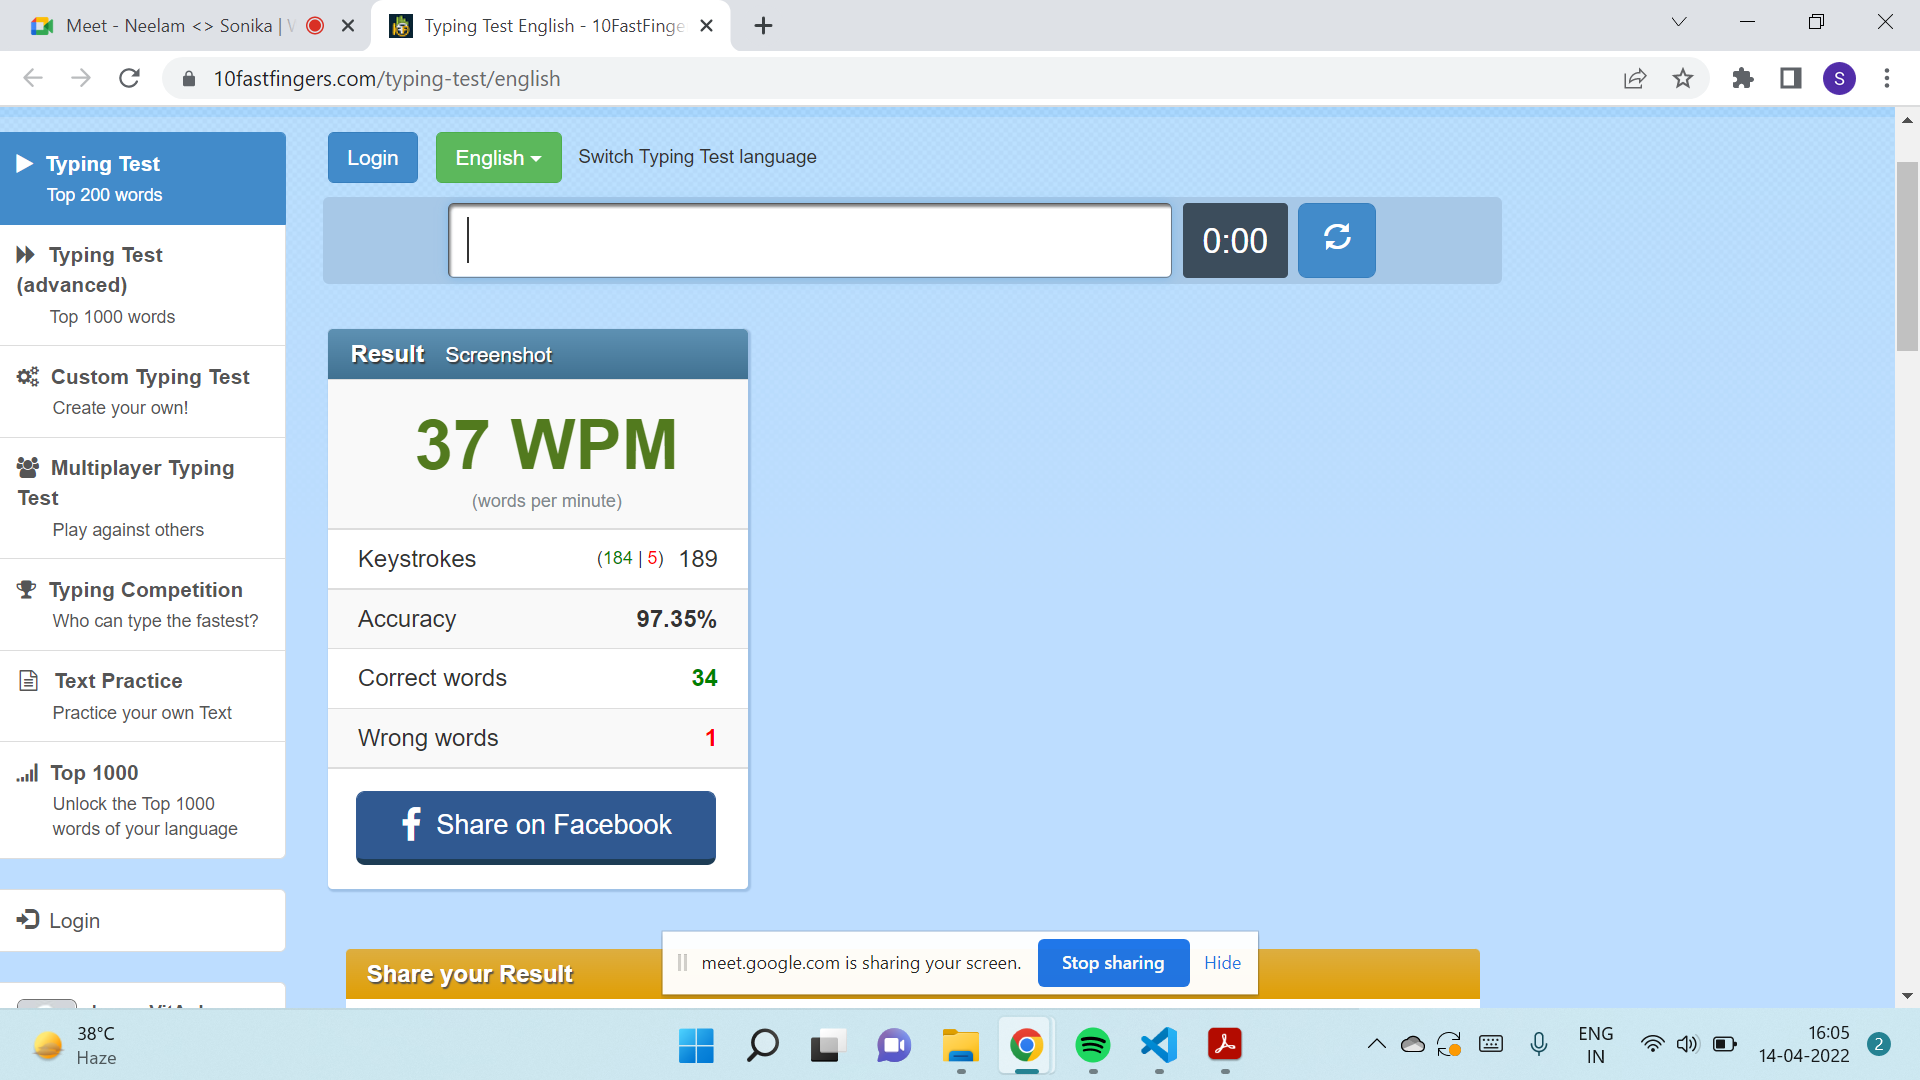 Meet - Neelam <> Sonika |
Typing Test English - 10FastFinge
10fastfingers.com/typing-test/english
S
Typing Test
Top 200 words
Typing Test
(advanced)
Top 1000 words
Custom Typing Test
Create your own!
Multiplayer Typing
Test
Play against others
Typing Competition
Who can type the fastest?
Text Practice
Practice your own Text
Top 1000
Unlock the Top 1000
words of your language
Login
Login
English
Switch Typing Test language
0:00
Result Screenshot
37 WPM
(words per minute)
Keystrokes (184 | 5) 189
Accuracy 97.35%
Correct words 34
Wrong words 1
Share on Facebook
Share your Result
meet.google.com is sharing your screen.
Stop sharing
Hide
38°C
Haze
ENG
IN
16:05
14-04-2022
2